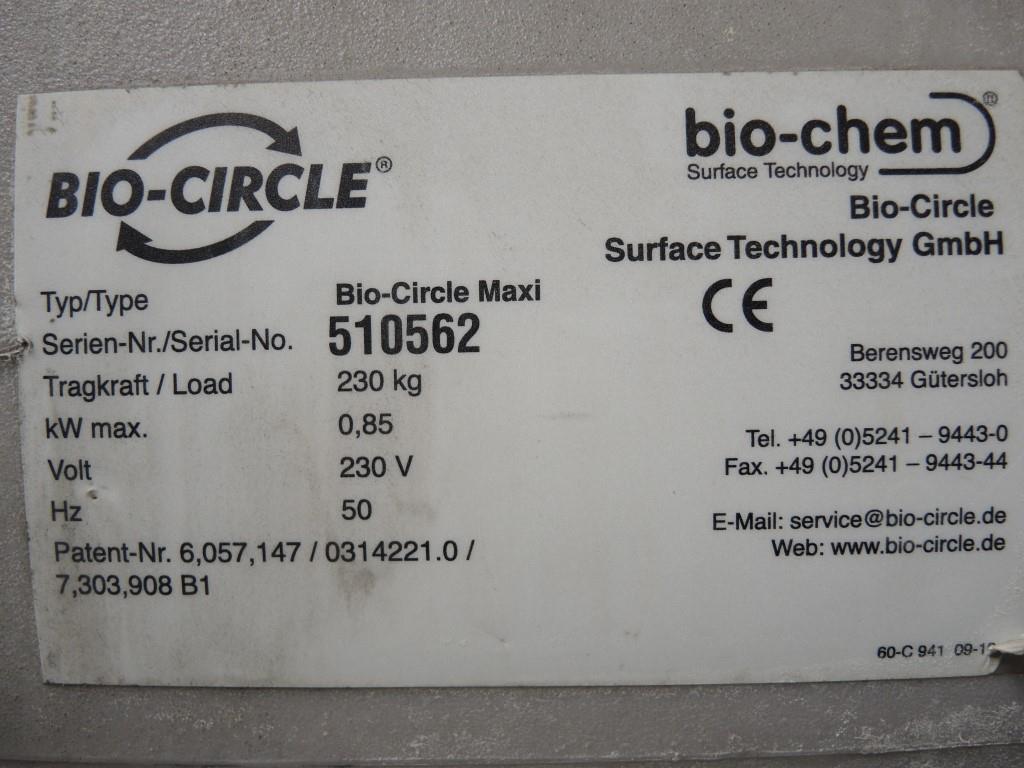 BIO-CIRCLE®
bio-chem®
Surface Technology
Bio-Circle
Surface Technology GmbH
CE
Typ/Type Bio-Circle Maxi
Serien-Nr./Serial-No. 510562
Tragkraft / Load 230 kg
kW max. 0,85
Volt 230 V
Hz 50
Patent-Nr. 6,057,147 / 0314221.0 /
7,303,908 B1
Berensweg 200
33334 Gütersloh
Tel. +49 (0)5241 – 9443-0
Fax. +49 (0)5241 – 9443-44
E-Mail: service@bio-circle.de
Web: www.bio-circle.de
60-C 941